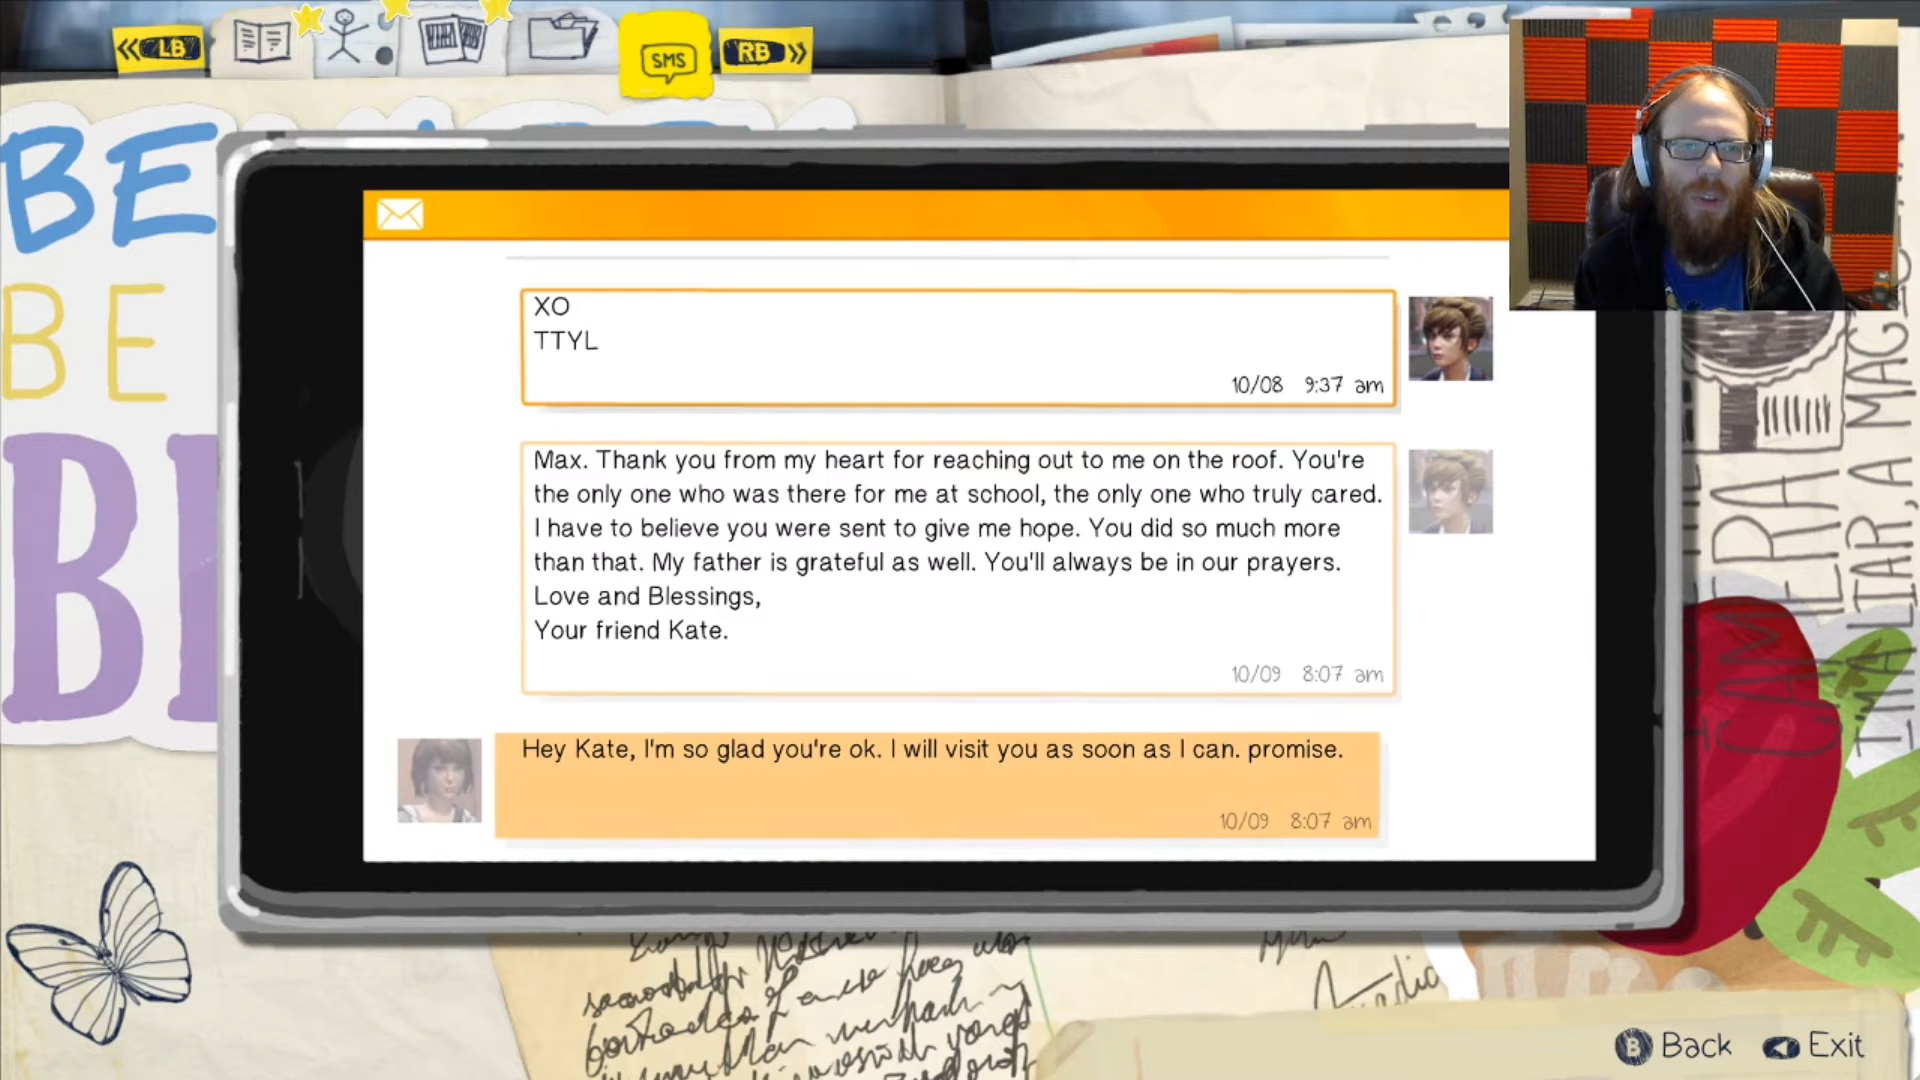 LB
SMS
RB
BE
BE
XO
TTYL
10/08 9:37 am
Max. Thank you from my heart for reaching out to me on the roof. You're
the only one who was there for me at school, the only one who truly cared.
I have to believe you were sent to give me hope. You did so much more
than that. My father is grateful as well. You'll always be in our prayers.
Love and Blessings,
Your friend Kate.
10/09 8:07 am
Hey Kate, I'm so glad you're ok. I will visit you as soon as I can. promise.
10/09 8:07 am
CAMERA
I'M A LIAR, A MAGIC
B Back
Exit